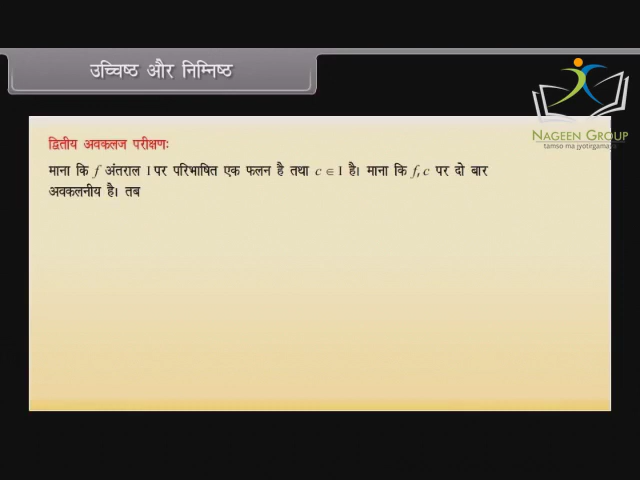 उच्चिष्ठ और निम्निष्ठ
NAGEEN GROUP
tamso ma jyotirgamaya
द्वितीय अवकलज परीक्षणः
माना कि f अंतराल I पर परिभाषित एक फलन है तथा c ∈ I है। माना कि f, c पर दो बार
अवकलनीय है। तब